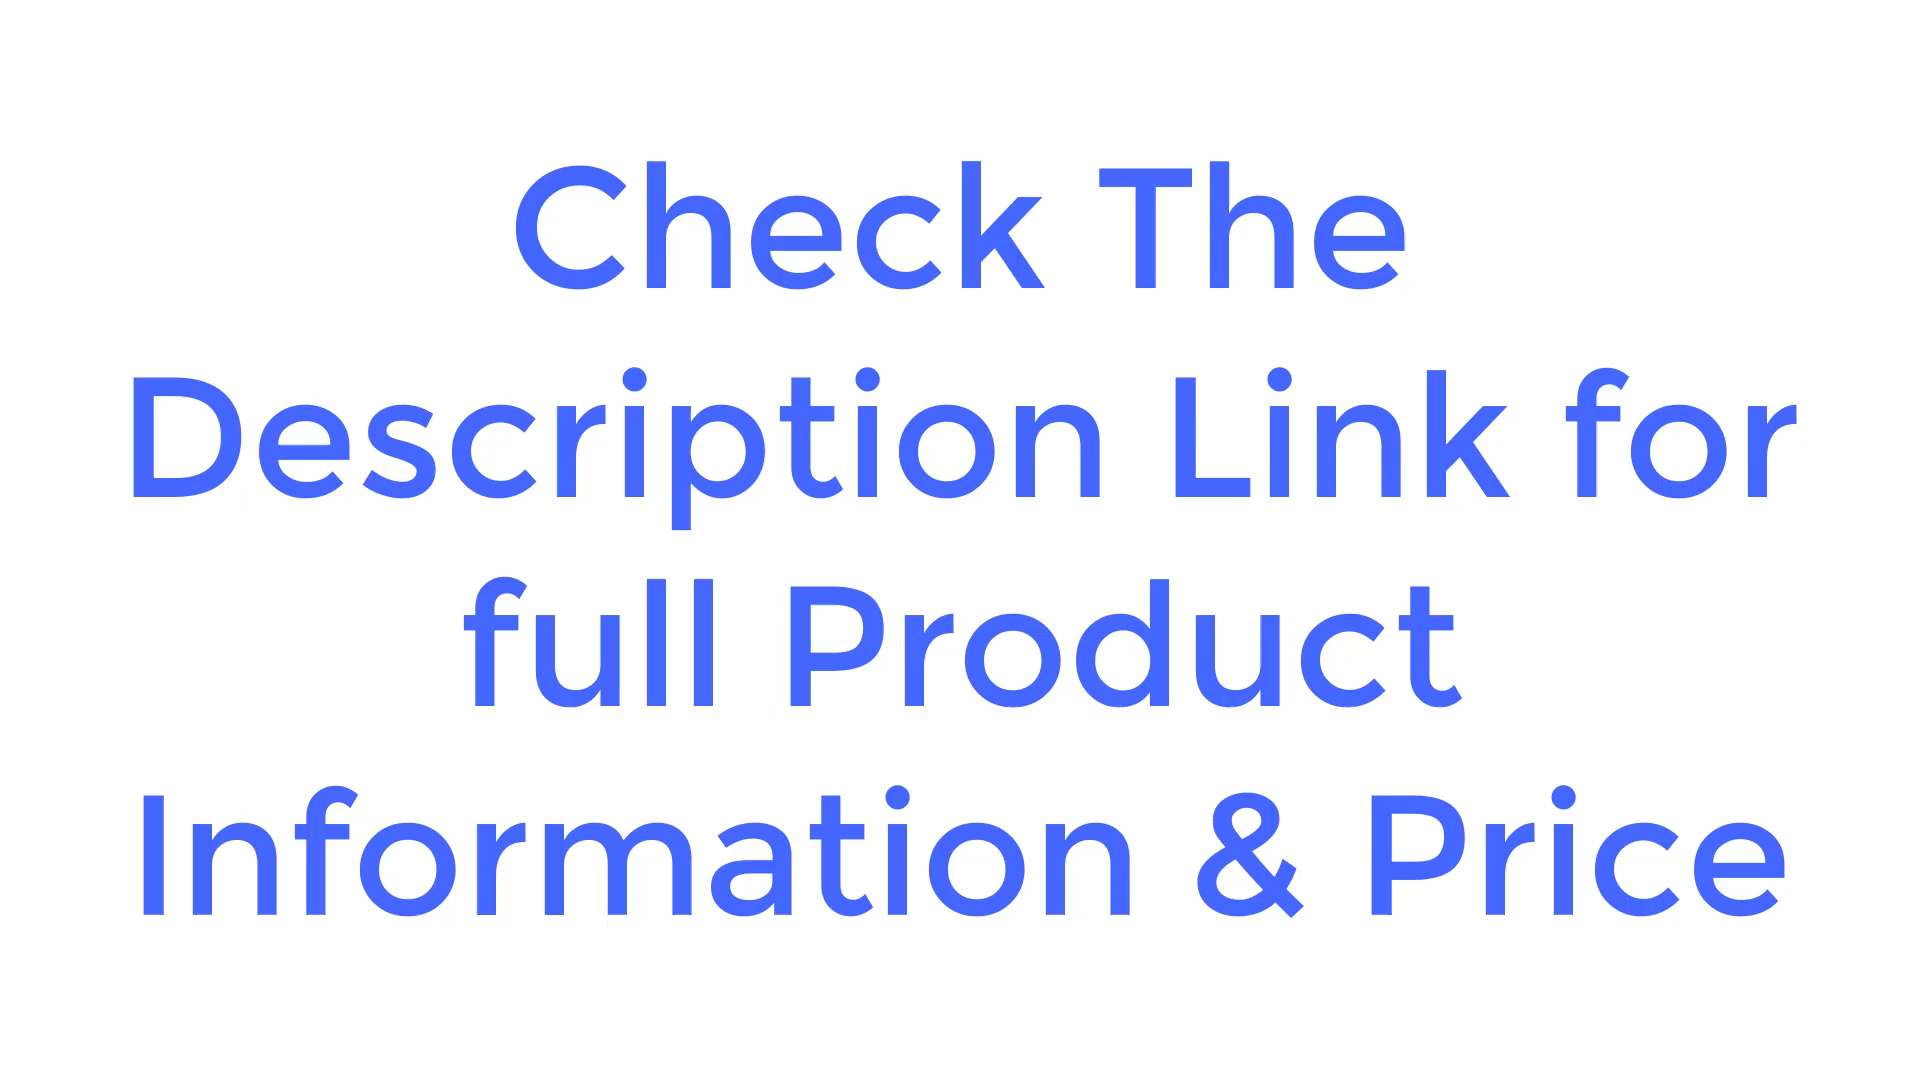 Check The
Description Link for
full Product
Information & Price